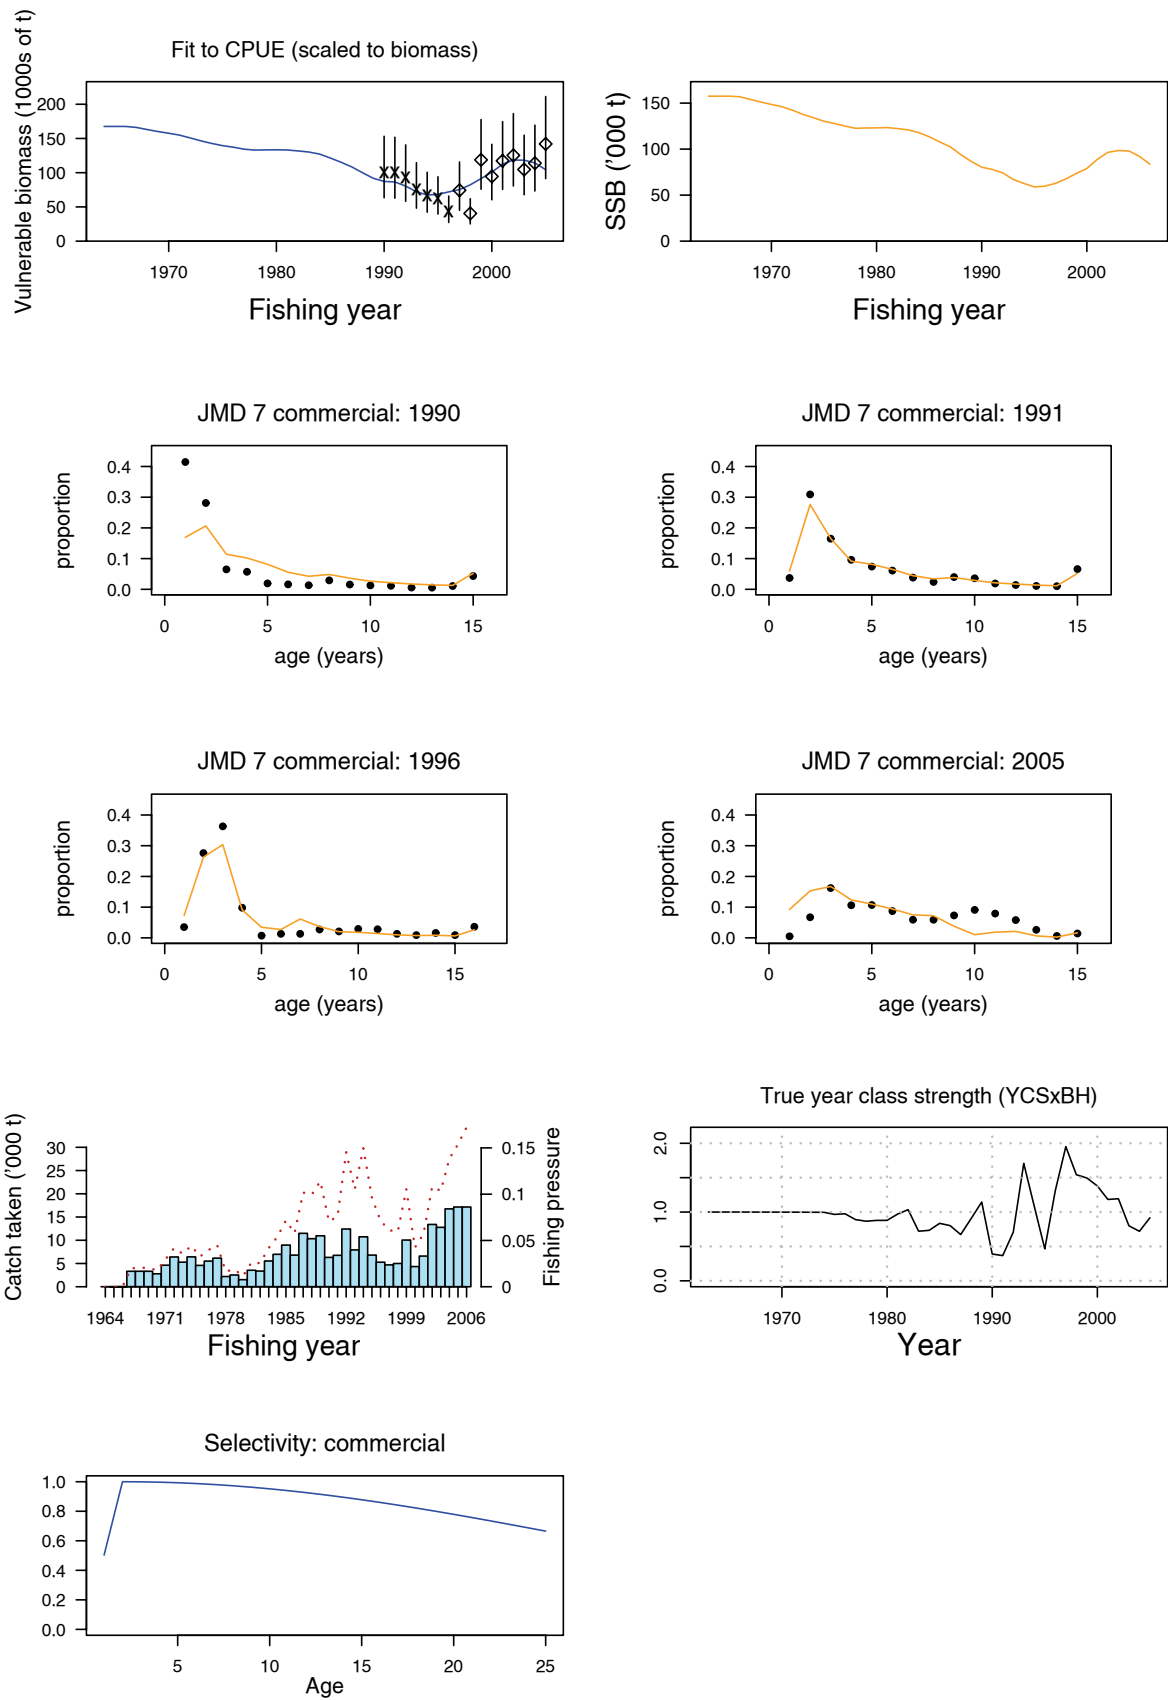 Fit to CPUE (scaled to biomass)
Vulnerable biomass (1000s of t)
200
150
100
50
0
1970 1980 1990 2000
Fishing year
SSB ('000 t)
150
100
50
0
1970 1980 1990 2000
Fishing year
JMD 7 commercial: 1990
proportion
0.4
0.3
0.2
0.1
0.0
0 5 10 15
age (years)
JMD 7 commercial: 1991
proportion
0.4
0.3
0.2
0.1
0.0
0 5 10 15
age (years)
JMD 7 commercial: 1996
proportion
0.4
0.3
0.2
0.1
0.0
0 5 10 15
age (years)
JMD 7 commercial: 2005
proportion
0.4
0.3
0.2
0.1
0.0
0 5 10 15
age (years)
Catch taken ('000 t)
30
25
20
15
10
5
0
0.15
0.1
0.05
0
Fishing pressure
1964 1971 1978 1985 1992 1999 2006
Fishing year
True year class strength (YCSxBH)
2.0
1.0
0.0
1970 1980 1990 2000
Year
Selectivity: commercial
1.0
0.8
0.6
0.4
0.2
0.0
5 10 15 20 25
Age